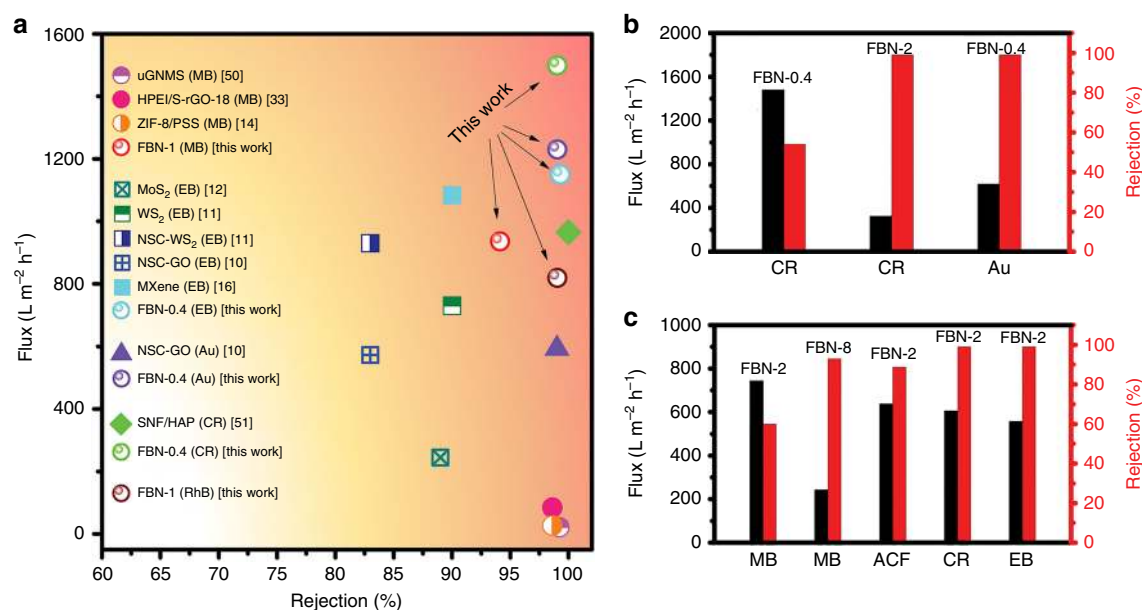 a
Flux (L m⁻² h⁻¹)
1600
1200
800
400
0
60 65 70 75 80 85 90 95 100
Rejection (%)
uGNMS (MB) [50]
HPEI/S-rGO-18 (MB) [33]
ZIF-8/PSS (MB) [14]
FBN-1 (MB) [this work]
MoS₂ (EB) [12]
WS₂ (EB) [11]
NSC-WS₂ (EB) [11]
NSC-GO (EB) [10]
MXene (EB) [16]
FBN-0.4 (EB) [this work]
NSC-GO (Au) [10]
FBN-0.4 (Au) [this work]
SNF/HAP (CR) [51]
FBN-0.4 (CR) [this work]
FBN-1 (RhB) [this work]
This work
b
Flux (L m⁻² h⁻¹)
2000
1600
1200
800
400
0
FBN-0.4
FBN-2
FBN-0.4
CR CR Au
100
80
60
40
20
0
Rejection (%)
c
Flux (L m⁻² h⁻¹)
1000
800
600
400
200
0
FBN-2
FBN-8
FBN-2
FBN-2
FBN-2
MB MB ACF CR EB
100
80
60
40
20
0
Rejection (%)